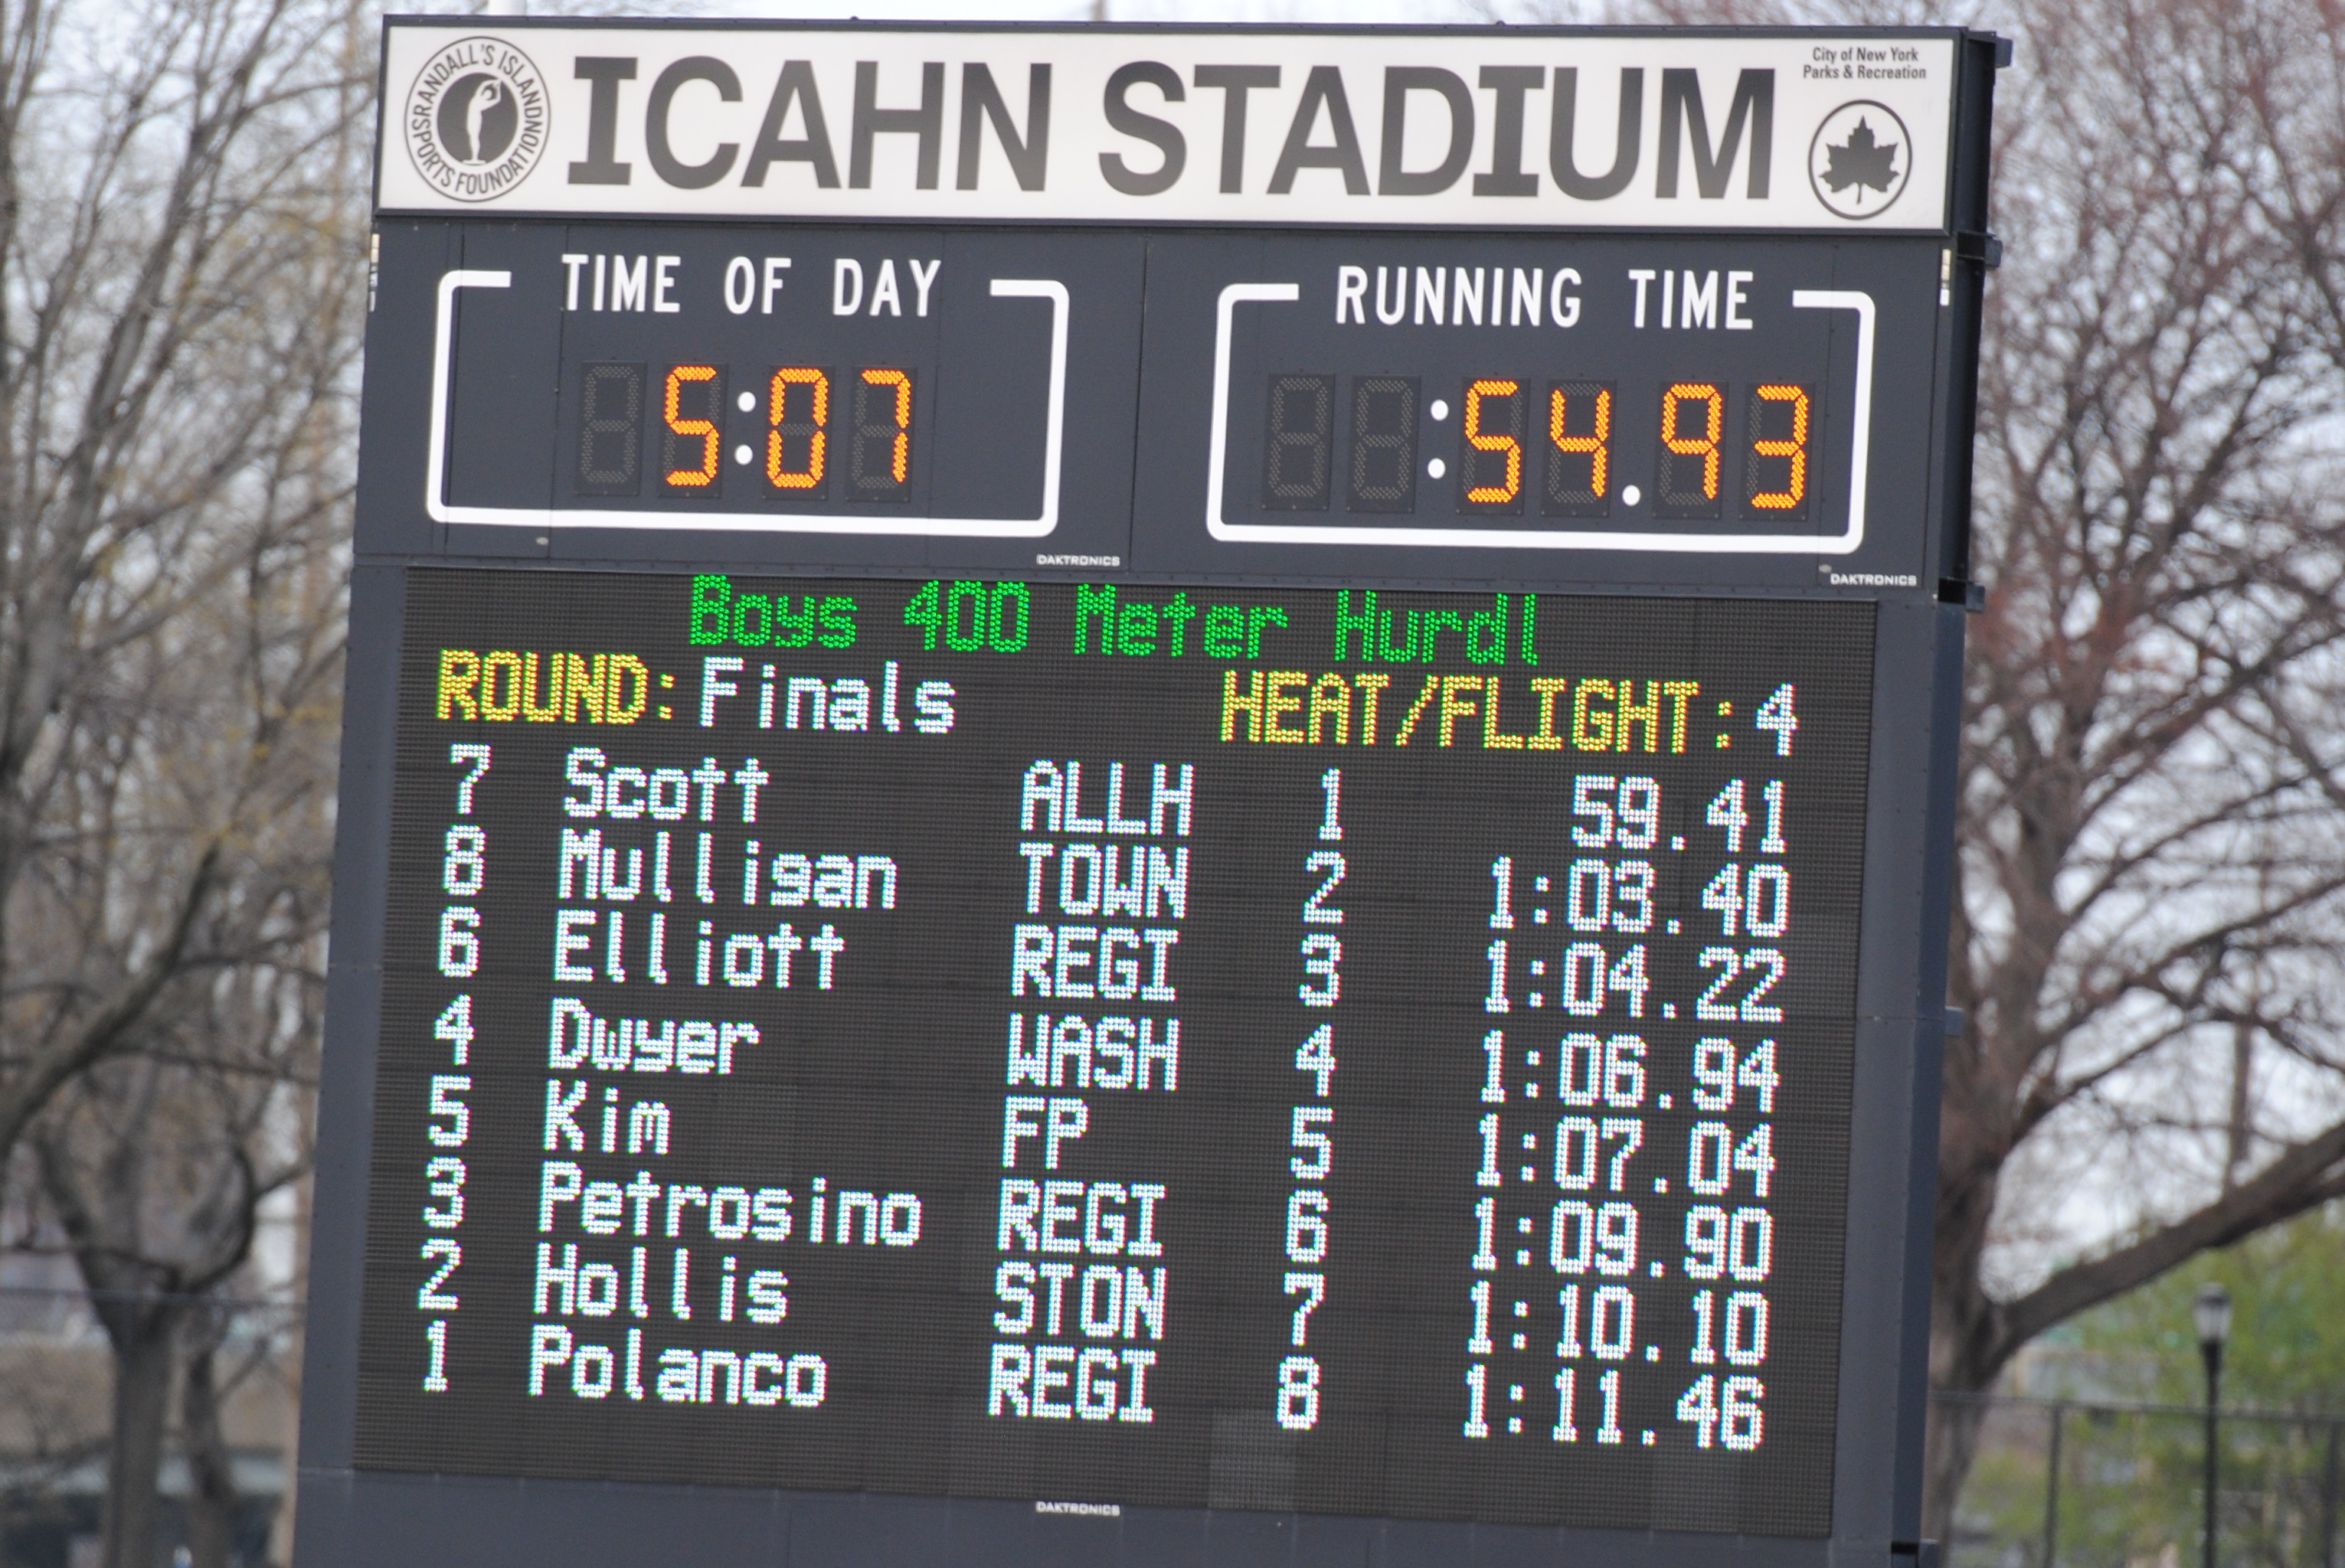 RANDALL'S ISLAND SPORTS FOUNDATION
ICAHN STADIUM
City of New York
Parks & Recreation
TIME OF DAY
RUNNING TIME
5:07
:54.93
DAKTRONICS
DAKTRONICS
Boys 400 Meter Hurdl
ROUND: Finals HEAT/FLIGHT: 4
7 Scott ALLH 1 59.41
8 Mulligan TOWN 2 1:03.40
6 Elliott REGI 3 1:04.22
4 Dwyer WASH 4 1:06.94
5 Kim FP 5 1:07.04
3 Petrosino REGI 6 1:09.90
2 Hollis STON 7 1:10.10
1 Polanco REGI 8 1:11.46
DAKTRONICS